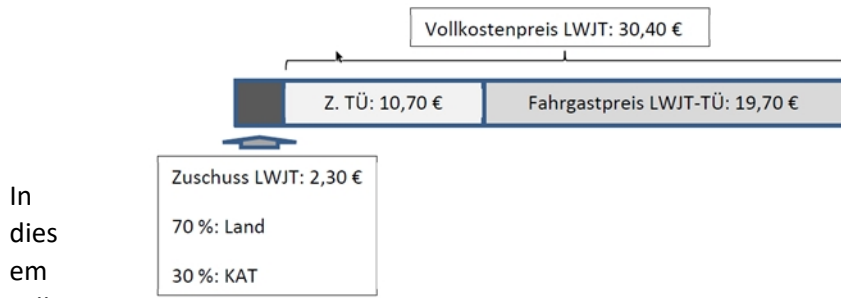 Vollkostenpreis LWJT: 30,40 €
Z. TÜ: 10,70 €
Fahrgastpreis LWJT-TÜ: 19,70 €
Zuschuss LWJT: 2,30 €
70 %: Land
30 %: KAT
In
dies
em